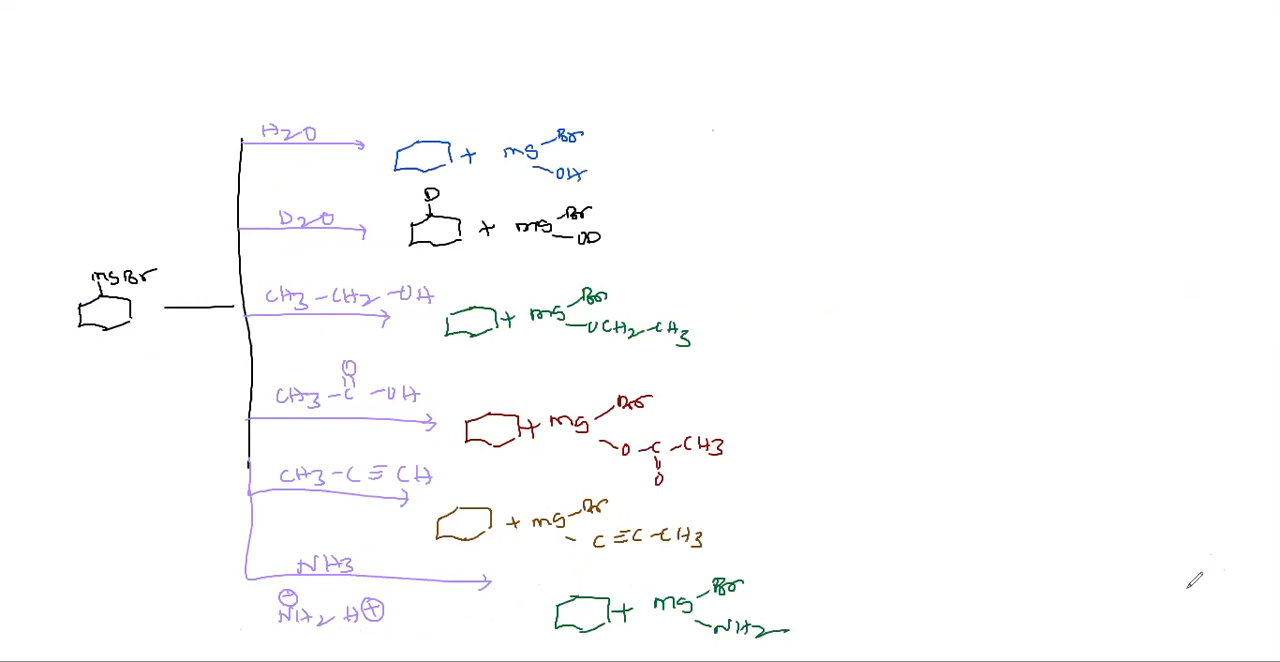 H2O
+ mg Br
OH
D2O
D
+ mg Br
OD
mgBr
CH3-CH2-OH
+ mg Br
OCH2-CH3
O
CH3-C-OH
+ mg Br
O-C-CH3
O
CH3-C≡CH
+ mg Br
C≡C-CH3
NH3
⊖
NH2 H⊕
+ mg Br
NH2